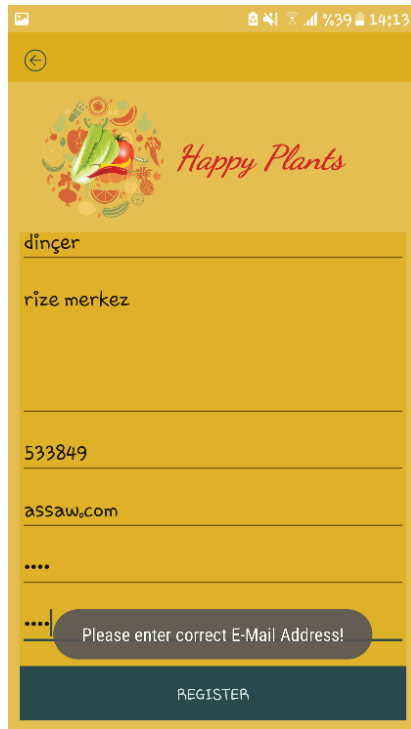 %39 14:13
Happy Plants
dinçer
rize merkez
533849
assaw.com
••••
••••
Please enter correct E-Mail Address!
REGISTER